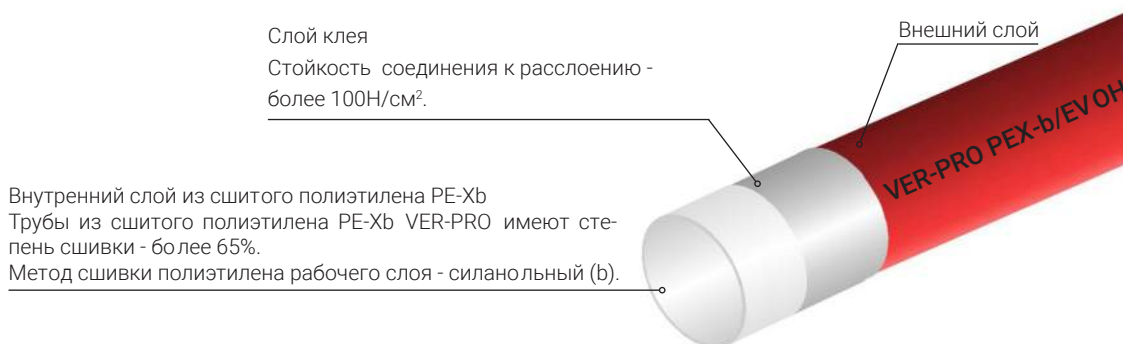 Слой клея
Стойкость соединения к расслоению -
более 100Н/см².
Внешний слой
VER-PRO PEX-b/EVOH
Внутренний слой из сшитого полиэтилена PE-Xb
Трубы из сшитого полиэтилена PE-Xb VER-PRO имеют сте-
пень сшивки - более 65%.
Метод сшивки полиэтилена рабочего слоя - силанольный (b).